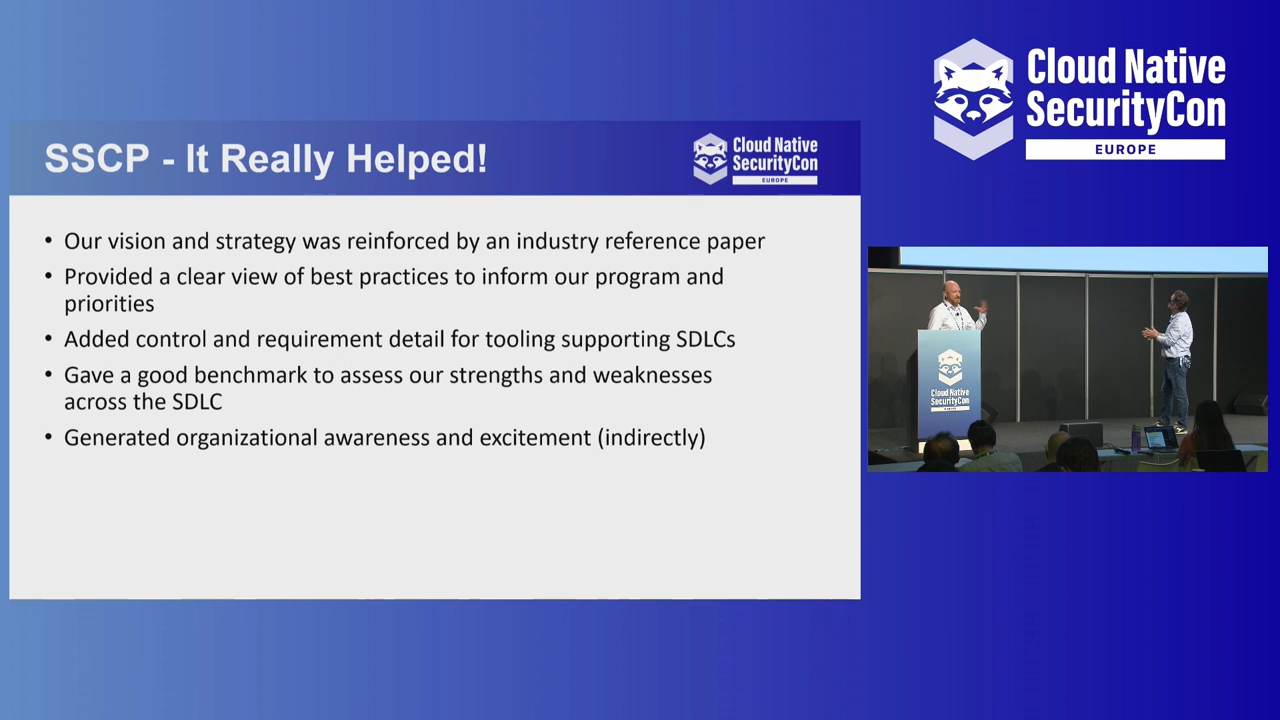 Cloud Native
SecurityCon
EUROPE
SSCP - It Really Helped!
Cloud Native
SecurityCon
EUROPE
• Our vision and strategy was reinforced by an industry reference paper
• Provided a clear view of best practices to inform our program and
priorities
• Added control and requirement detail for tooling supporting SDLCs
• Gave a good benchmark to assess our strengths and weaknesses
across the SDLC
• Generated organizational awareness and excitement (indirectly)
Cloud Native
SecurityCon